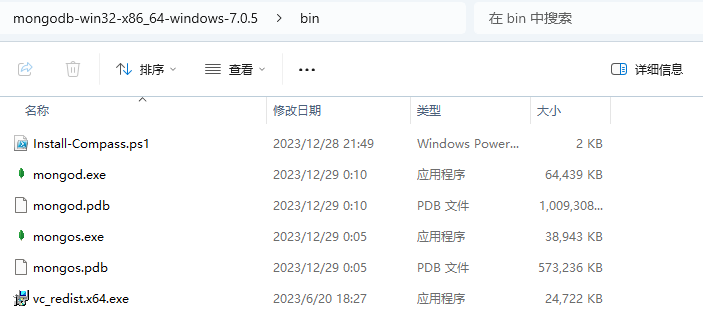 mongodb-win32-x86_64-windows-7.0.5 > bin 在 bin 中搜索
排序 查看 ••• 详细信息
名称 修改日期 类型 大小
Install-Compass.ps1 2023/12/28 21:49 Windows Power... 2 KB
mongod.exe 2023/12/29 0:10 应用程序 64,439 KB
mongod.pdb 2023/12/29 0:10 PDB 文件 1,009,308...
mongos.exe 2023/12/29 0:05 应用程序 38,943 KB
mongos.pdb 2023/12/29 0:05 PDB 文件 573,236 KB
vc_redist.x64.exe 2023/6/20 18:27 应用程序 24,722 KB